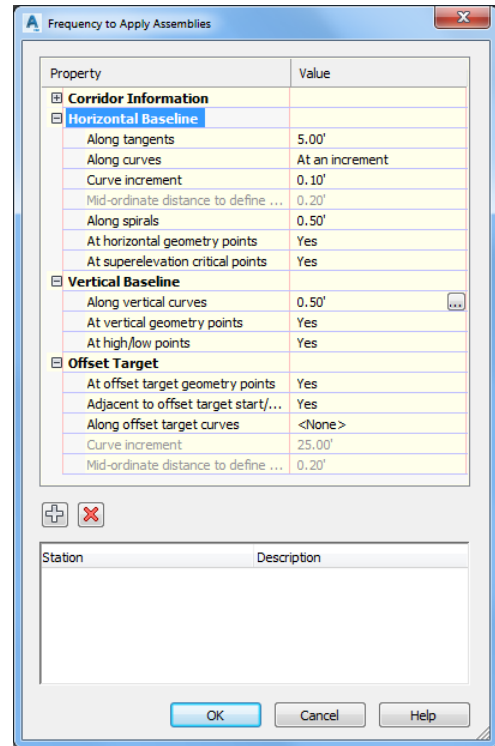 Frequency to Apply Assemblies
Property Value
Corridor Information
Horizontal Baseline
Along tangents 5.00'
Along curves At an increment
Curve increment 0.10'
Mid-ordinate distance to define ... 0.20'
Along spirals 0.50'
At horizontal geometry points Yes
At superelevation critical points Yes
Vertical Baseline
Along vertical curves 0.50' ...
At vertical geometry points Yes
At high/low points Yes
Offset Target
At offset target geometry points Yes
Adjacent to offset target start/... Yes
Along offset target curves <None>
Curve increment 25.00'
Mid-ordinate distance to define ... 0.20'
Station Description
OK Cancel Help